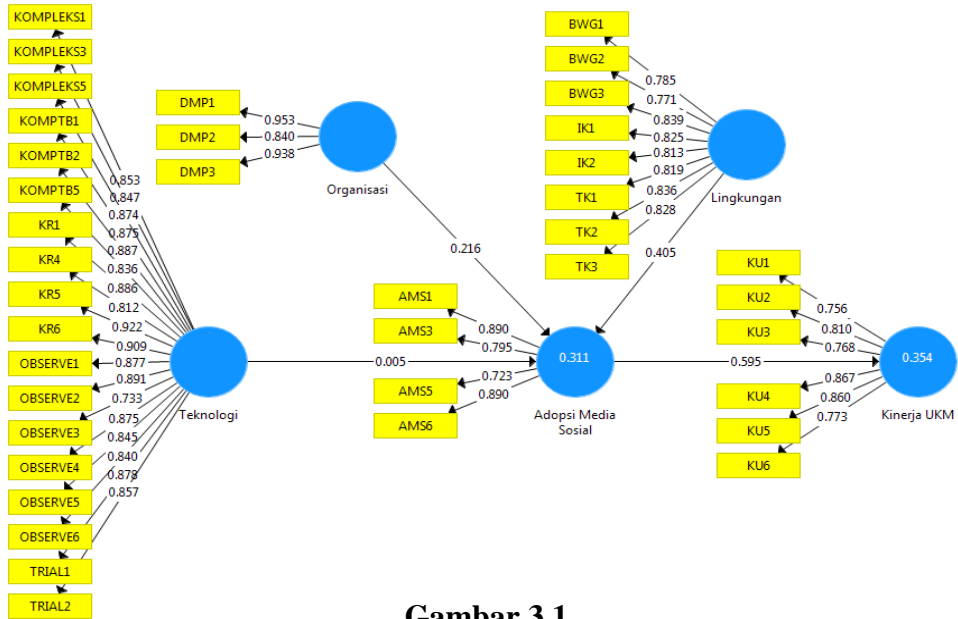 KOMPLEKS1
KOMPLEKS3
KOMPLEKS5
KOMPTB1
KOMPTB2
KOMPTB5
KR1
KR4
KR5
KR6
OBSERVE1
OBSERVE2
OBSERVE3
OBSERVE4
OBSERVE5
OBSERVE6
TRIAL1
TRIAL2
0.853
0.847
0.874
0.875
0.887
0.836
0.886
0.812
0.922
0.909
0.877
0.891
0.733
0.875
0.845
0.840
0.878
0.857
Teknologi
DMP1
DMP2
DMP3
0.953
0.840
0.938
Organisasi
0.216
0.005
BWG1
BWG2
BWG3
IK1
IK2
TK1
TK2
TK3
0.785
0.771
0.839
0.825
0.813
0.819
0.836
0.828
Lingkungan
0.405
AMS1
AMS3
AMS5
AMS6
0.890
0.795
0.723
0.890
0.311
Adopsi Media
Sosial
0.595
KU1
KU2
KU3
KU4
KU5
KU6
0.756
0.810
0.768
0.867
0.860
0.773
0.354
Kinerja UKM
Gambar 3.1